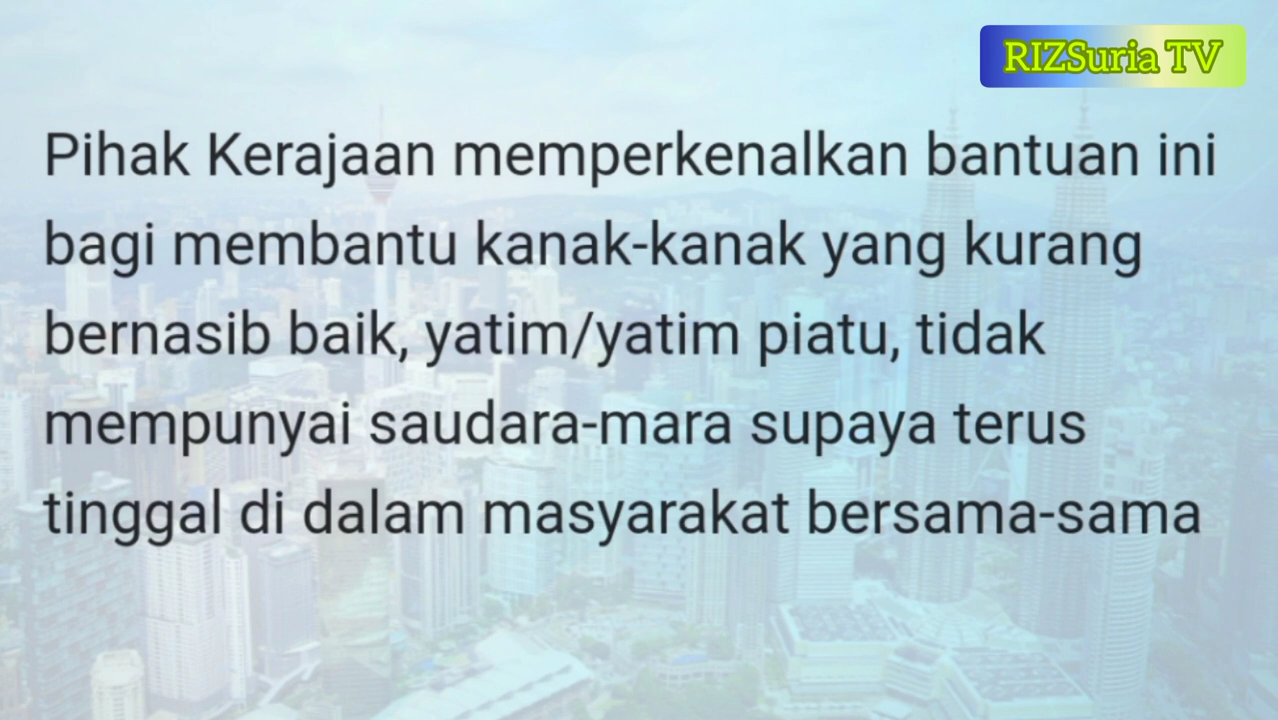 RIZSuria TV
Pihak Kerajaan memperkenalkan bantuan ini
bagi membantu kanak-kanak yang kurang
bernasib baik, yatim/yatim piatu, tidak
mempunyai saudara-mara supaya terus
tinggal di dalam masyarakat bersama-sama